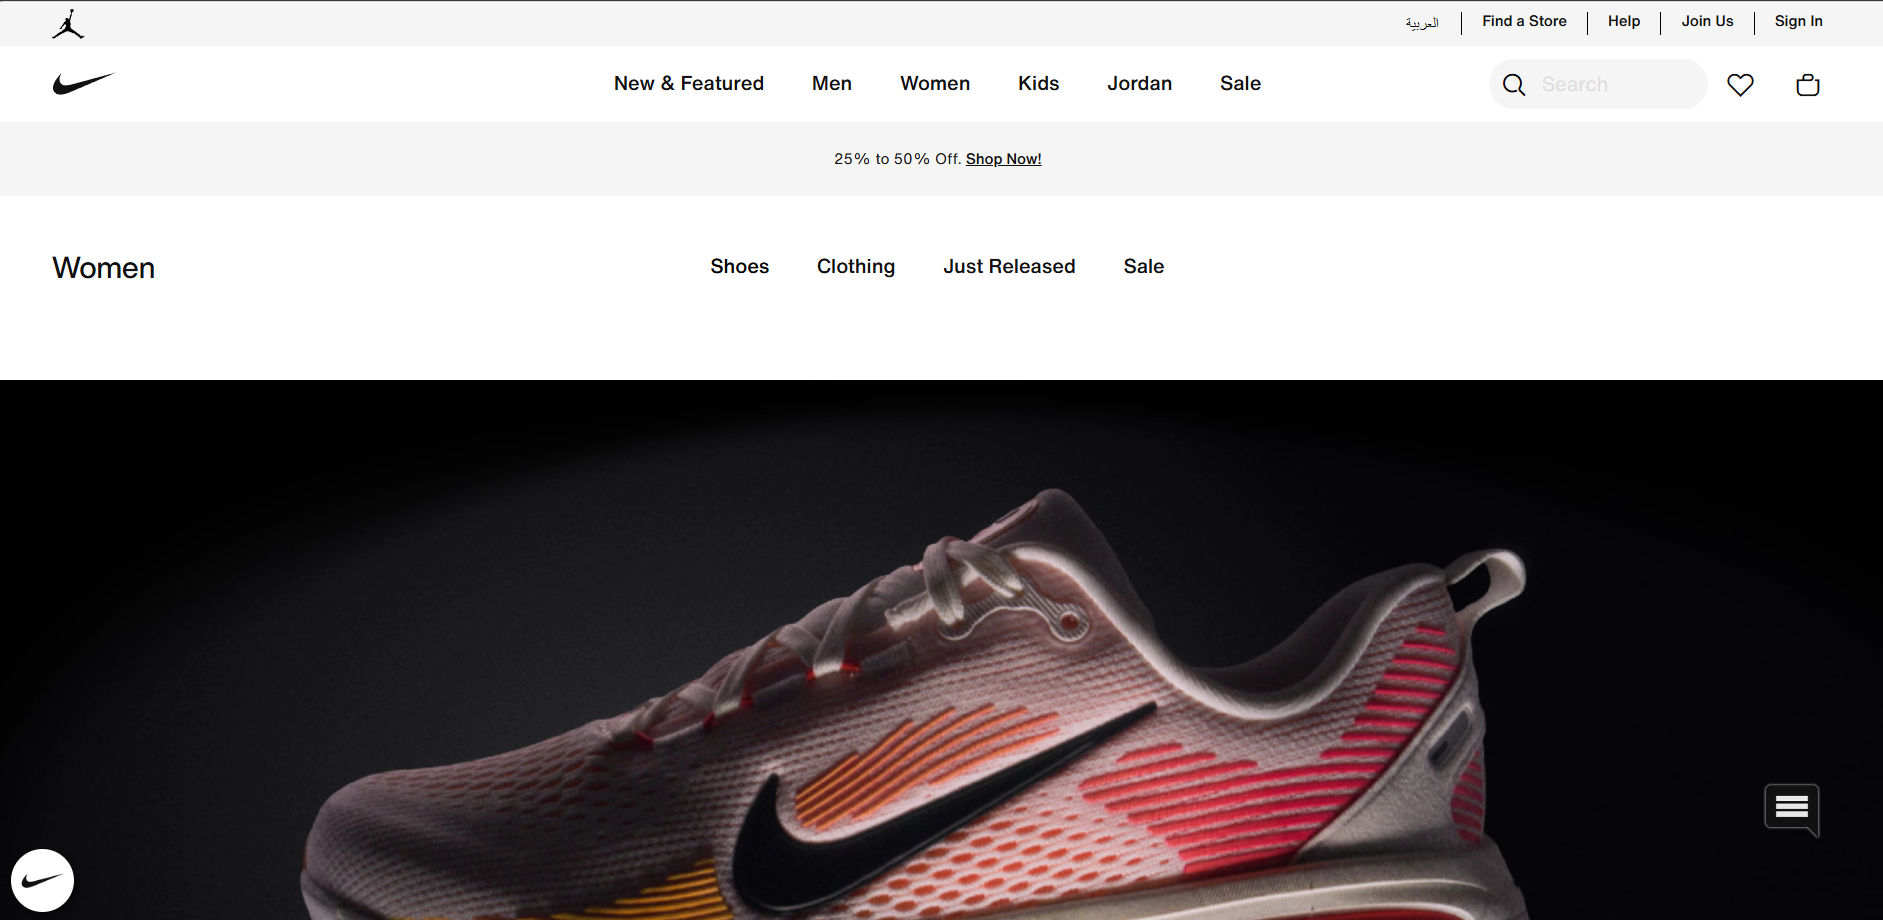 العربية Find a Store Help Join Us Sign In
New & Featured Men Women Kids Jordan Sale Search
25% to 50% Off. Shop Now!
Women Shoes Clothing Just Released Sale